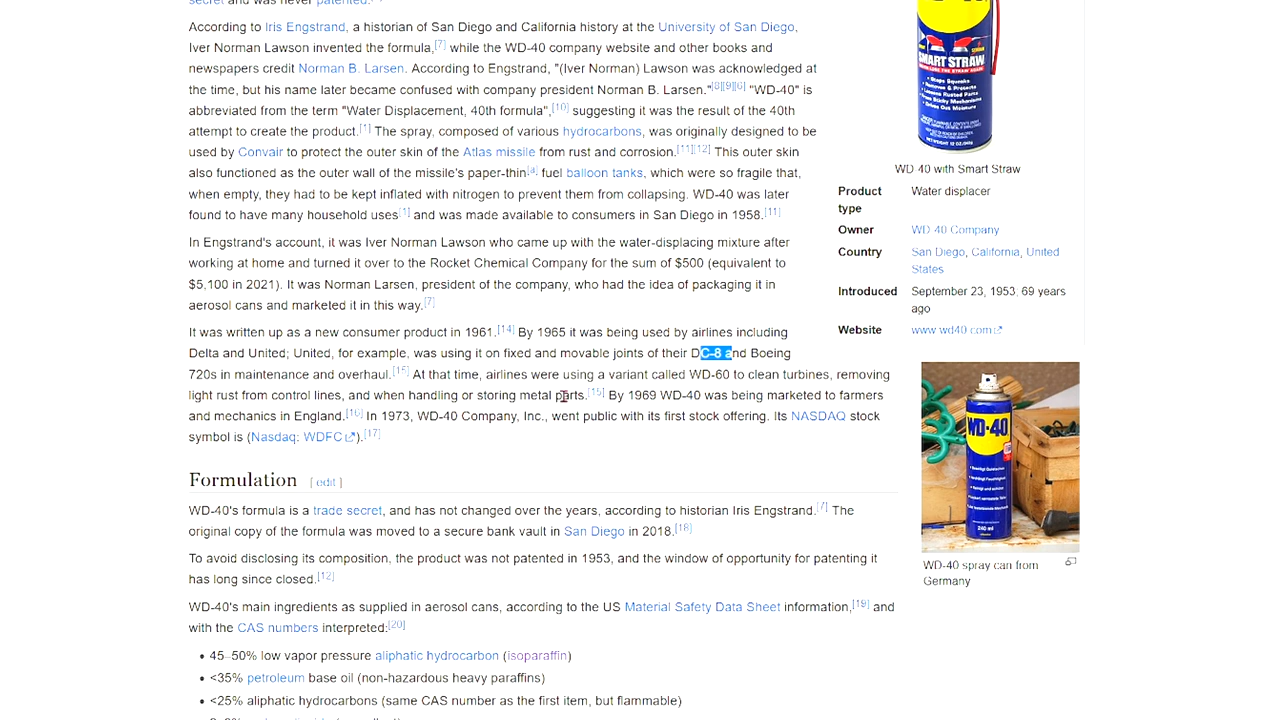 secret and was never patented.
According to Iris Engstrand, a historian of San Diego and California history at the University of San Diego,
Iver Norman Lawson invented the formula,[7] while the WD-40 company website and other books and
newspapers credit Norman B. Larsen. According to Engstrand, "(Iver Norman) Lawson was acknowledged at
the time, but his name later became confused with company president Norman B. Larsen."[8][9][6] "WD-40" is
abbreviated from the term "Water Displacement, 40th formula",[10] suggesting it was the result of the 40th
attempt to create the product.[1] The spray, composed of various hydrocarbons, was originally designed to be
used by Convair to protect the outer skin of the Atlas missile from rust and corrosion.[11][12] This outer skin
also functioned as the outer wall of the missile's paper-thin[a] fuel balloon tanks, which were so fragile that,
when empty, they had to be kept inflated with nitrogen to prevent them from collapsing. WD-40 was later
found to have many household uses[1] and was made available to consumers in San Diego in 1958.[11]
In Engstrand's account, it was Iver Norman Lawson who came up with the water-displacing mixture after
working at home and turned it over to the Rocket Chemical Company for the sum of $500 (equivalent to
$5,100 in 2021). It was Norman Larsen, president of the company, who had the idea of packaging it in
aerosol cans and marketed it in this way.[7]
It was written up as a new consumer product in 1961.[14] By 1965 it was being used by airlines including
Delta and United; United, for example, was using it on fixed and movable joints of their DC-8 and Boeing
720s in maintenance and overhaul.[15] At that time, airlines were using a variant called WD-60 to clean turbines, removing
light rust from control lines, and when handling or storing metal parts.[15] By 1969 WD-40 was being marketed to farmers
and mechanics in England.[16] In 1973, WD-40 Company, Inc., went public with its first stock offering. Its NASDAQ stock
symbol is (Nasdaq: WDFC).[17]
Formulation [ edit ]
WD-40's formula is a trade secret, and has not changed over the years, according to historian Iris Engstrand.[7] The
original copy of the formula was moved to a secure bank vault in San Diego in 2018.[18]
To avoid disclosing its composition, the product was not patented in 1953, and the window of opportunity for patenting it
has long since closed.[12]
WD-40's main ingredients as supplied in aerosol cans, according to the US Material Safety Data Sheet information,[19] and
with the CAS numbers interpreted:[20]
• 45–50% low vapor pressure aliphatic hydrocarbon (isoparaffin)
• <35% petroleum base oil (non-hazardous heavy paraffins)
• <25% aliphatic hydrocarbons (same CAS number as the first item, but flammable)
SMART STRAW
• Stops Squeaks
WD-40 with Smart Straw
Product type Water displacer
Owner WD-40 Company
Country San Diego, California, United
States
Introduced September 23, 1953; 69 years
ago
Website www.wd40.com
WD-40
240 ml
WD-40 spray can from
Germany